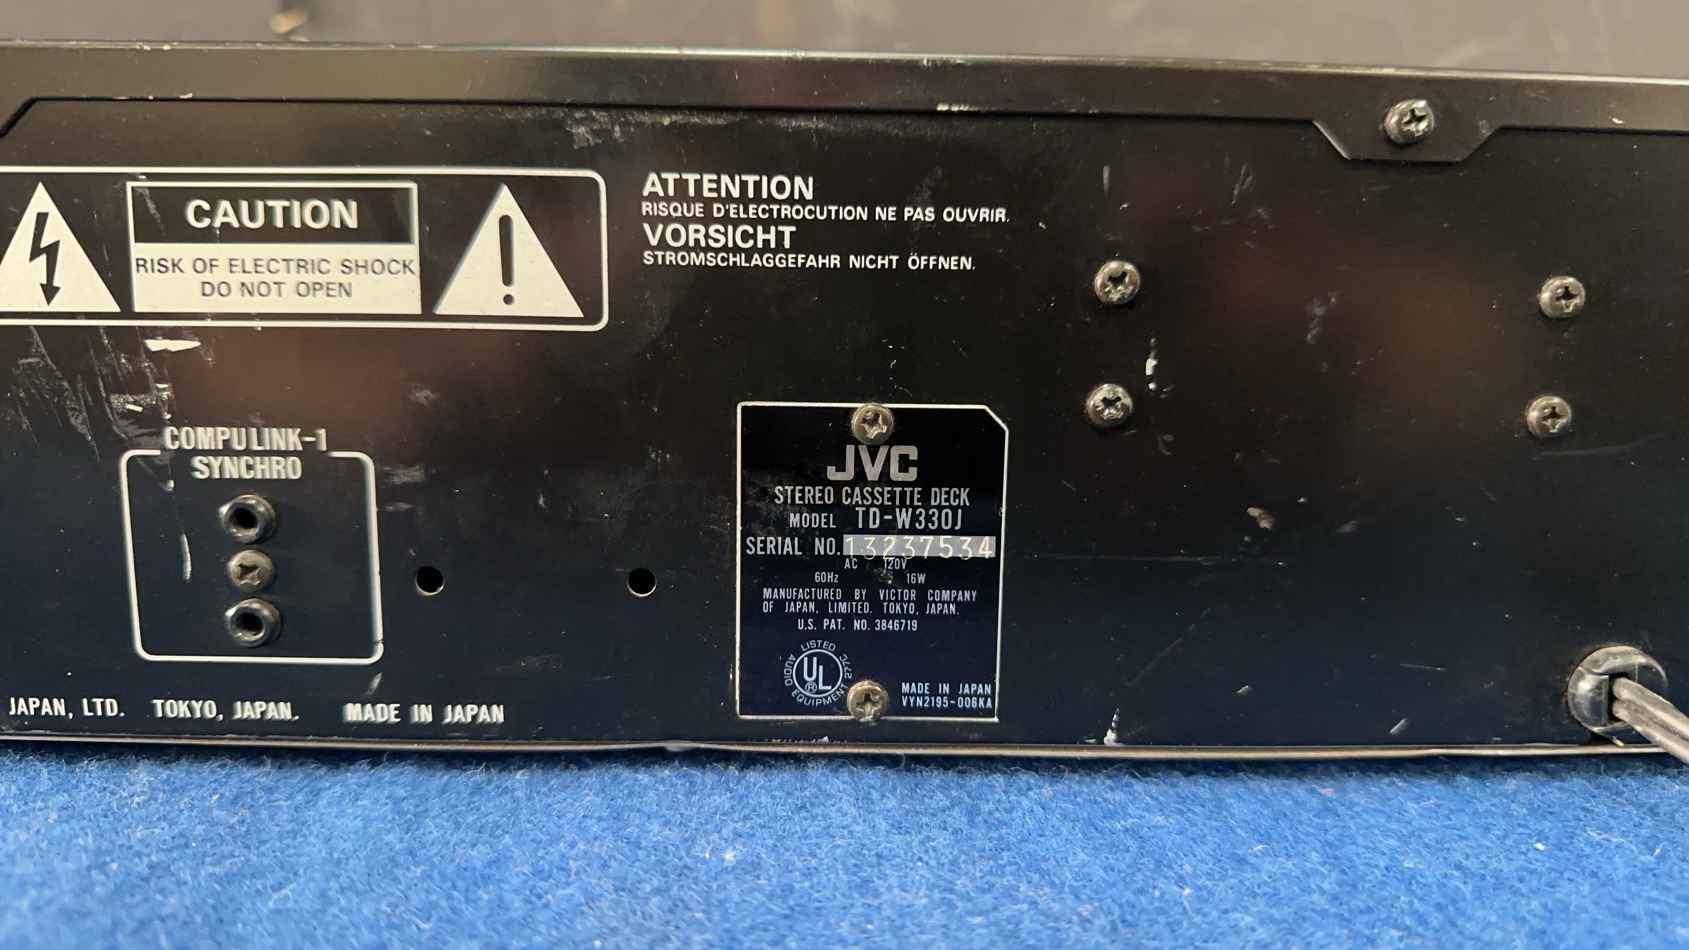 CAUTION
RISK OF ELECTRIC SHOCK
DO NOT OPEN
ATTENTION
RISQUE D'ELECTROCUTION NE PAS OUVRIR.
VORSICHT
STROMSCHLAGGEFAHR NICHT ÖFFNEN.
COMPULINK-1
SYNCHRO
JVC
STEREO CASSETTE DECK
MODEL TD-W330J
SERIAL NO. 13237534
AC 120V
60Hz 16W
MANUFACTURED BY VICTOR COMPANY
OF JAPAN, LIMITED. TOKYO, JAPAN.
U.S. PAT. NO. 3846719
LISTED
UL
®
277C
AUDIO EQUIPMENT
MADE IN JAPAN
VYN2195-006KA
JAPAN, LTD. TOKYO, JAPAN. MADE IN JAPAN